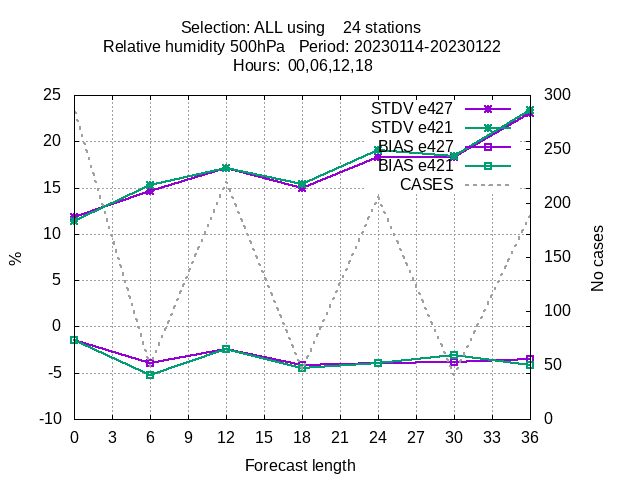 Selection: ALL using    24 stations
Relative humidity 500hPa   Period: 20230114-20230122
Hours:  00,06,12,18
25
20
15
10
5
0
-5
-10
%
STDV e427
STDV e421
BIAS e427
BIAS e421
CASES
300
250
200
150
100
50
0
No cases
0 3 6 9 12 15 18 21 24 27 30 33 36
Forecast length